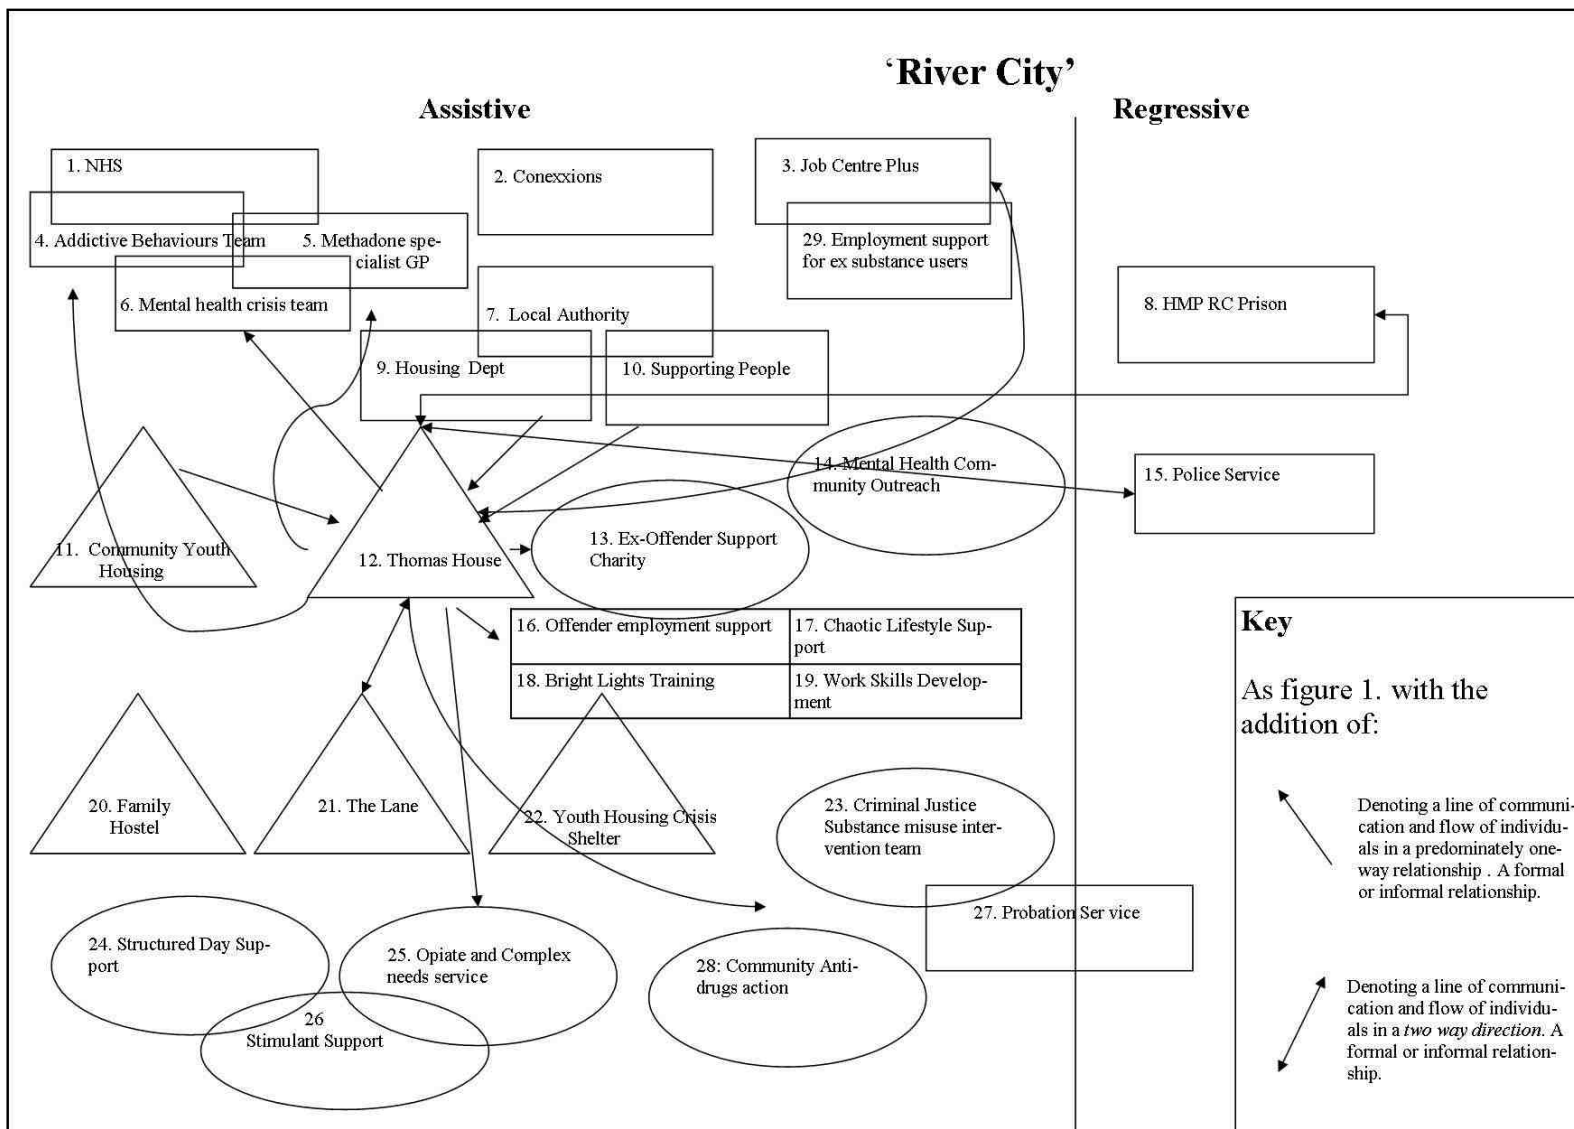 ‘River City’
Assistive
Regressive
1. NHS
2. Conexxions
3. Job Centre Plus
4. Addictive Behaviours Team
5. Methadone spe-
cialist GP
29. Employment support
for ex substance users
6. Mental health crisis team
7. Local Authority
8. HMP RC Prison
9. Housing Dept
10. Supporting People
14. Mental Health Com-
munity Outreach
15. Police Service
11. Community Youth
Housing
12. Thomas House
13. Ex-Offender Support
Charity
16. Offender employment support
17. Chaotic Lifestyle Sup-
port
18. Bright Lights Training
19. Work Skills Develop-
ment
20. Family
Hostel
21. The Lane
22. Youth Housing Crisis
Shelter
23. Criminal Justice
Substance misuse inter-
vention team
24. Structured Day Sup-
port
25. Opiate and Complex
needs service
26
Stimulant Support
27. Probation Ser vice
28: Community Anti-
drugs action
Key
As figure 1. with the
addition of:
Denoting a line of communi-
cation and flow of individu-
als in a predominately one-
way relationship . A formal
or informal relationship.
Denoting a line of communi-
cation and flow of individu-
als in a two way direction. A
formal or informal relation-
ship.